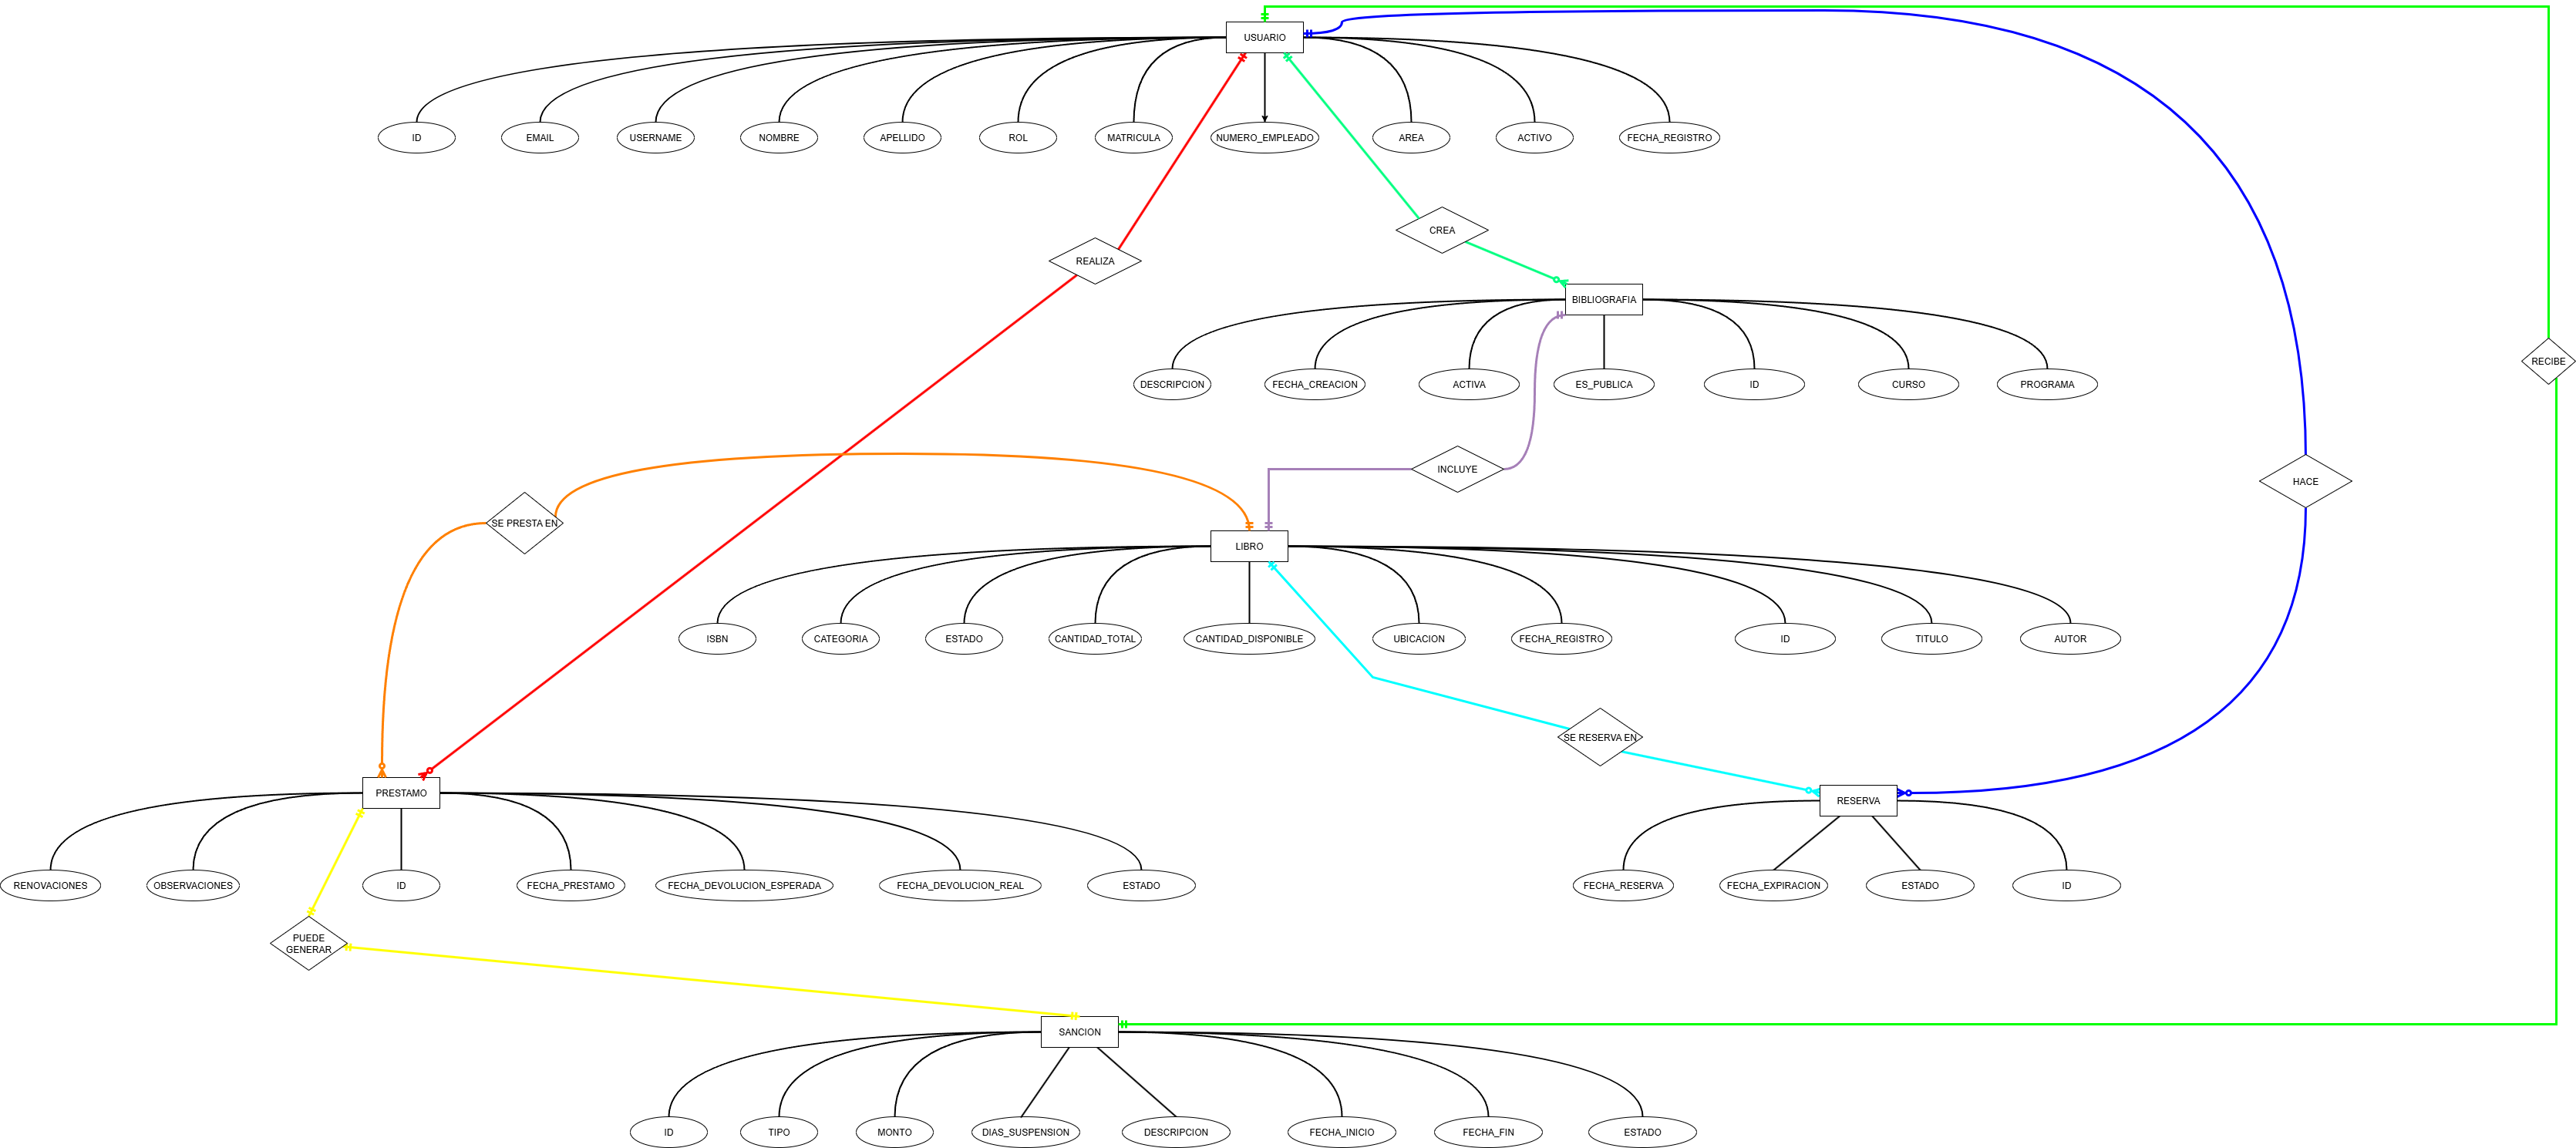 USUARIO
ID
EMAIL
USERNAME
NOMBRE
APELLIDO
ROL
MATRICULA
NUMERO_EMPLEADO
AREA
ACTIVO
FECHA_REGISTRO
CREA
REALIZA
BIBLIOGRAFIA
RECIBE
DESCRIPCION
FECHA_CREACION
ACTIVA
ES_PUBLICA
ID
CURSO
PROGRAMA
INCLUYE
HACE
SE PRESTA EN
LIBRO
ISBN
CATEGORIA
ESTADO
CANTIDAD_TOTAL
CANTIDAD_DISPONIBLE
UBICACION
FECHA_REGISTRO
ID
TITULO
AUTOR
SE RESERVA EN
PRESTAMO
RESERVA
RENOVACIONES
OBSERVACIONES
ID
FECHA_PRESTAMO
FECHA_DEVOLUCION_ESPERADA
FECHA_DEVOLUCION_REAL
ESTADO
FECHA_RESERVA
FECHA_EXPIRACION
ESTADO
ID
PUEDE
GENERAR
SANCION
ID
TIPO
MONTO
DIAS_SUSPENSION
DESCRIPCION
FECHA_INICIO
FECHA_FIN
ESTADO